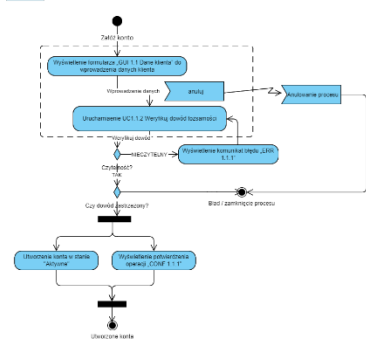 Załóż konto
Wyświetlenie formularza „GUI 1.1 Dane klienta" do
wprowadzenia danych klienta
Wprowadzenie danych
anuluj
Anulowanie procesu
Uruchomienie UC1.1.2 Weryfikuj dowód tożsamości
Weryfikuj dowód
NIECZYTELNY
Wyświetlenie komunikat błędu „ERR
1.1.1"
Czytelność?
TAK
Błąd / zamknięcie procesu
Czy dowód zastrzeżony?
Utworzenie konta w stanie
"Aktywne"
Wyświetlenie potwierdzenia
operacji „CONF 1.1.1"
Utworzone konto